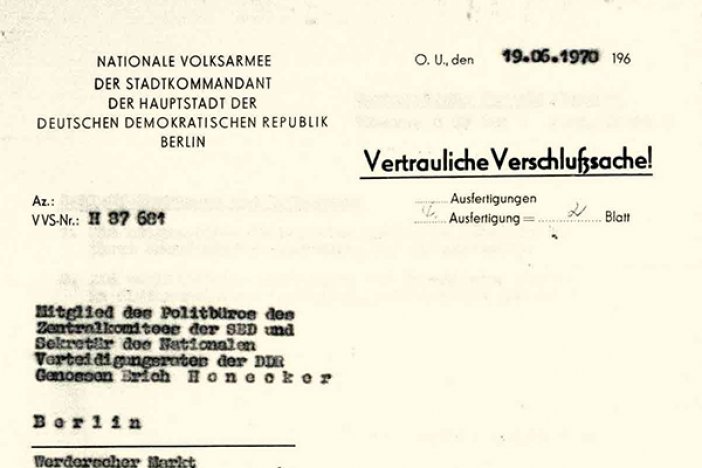 NATIONALE VOLKSARMEE
DER STADTKOMMANDANT
DER HAUPTSTADT DER
DEUTSCHEN DEMOKRATISCHEN REPUBLIK
BERLIN
O. U., den 19.06.1970 196
Vertrauliche Verschlußsache!
Az.:
VVS-Nr.: H 37 681
Ausfertigungen
Ausfertigung = 2 Blatt
Mitglied des Politbüros des
Zentralkomitees der SED und
Sekretär des Nationalen
Verteidigungsrates der DDR
Genossen Erich H o n e c k e r
B e r l i n
Werderscher Markt